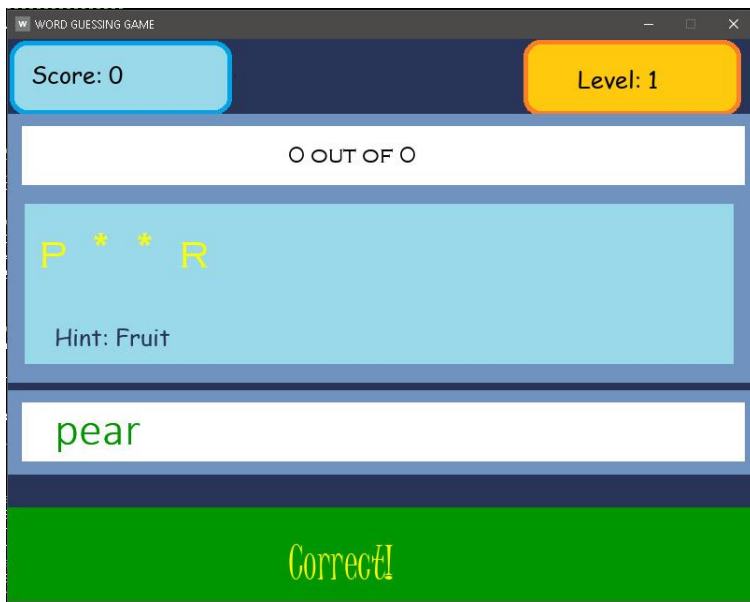 W WORD GUESSING GAME
Score: 0
Level: 1
0 OUT OF 0
P * * R
Hint: Fruit
pear
Correct!